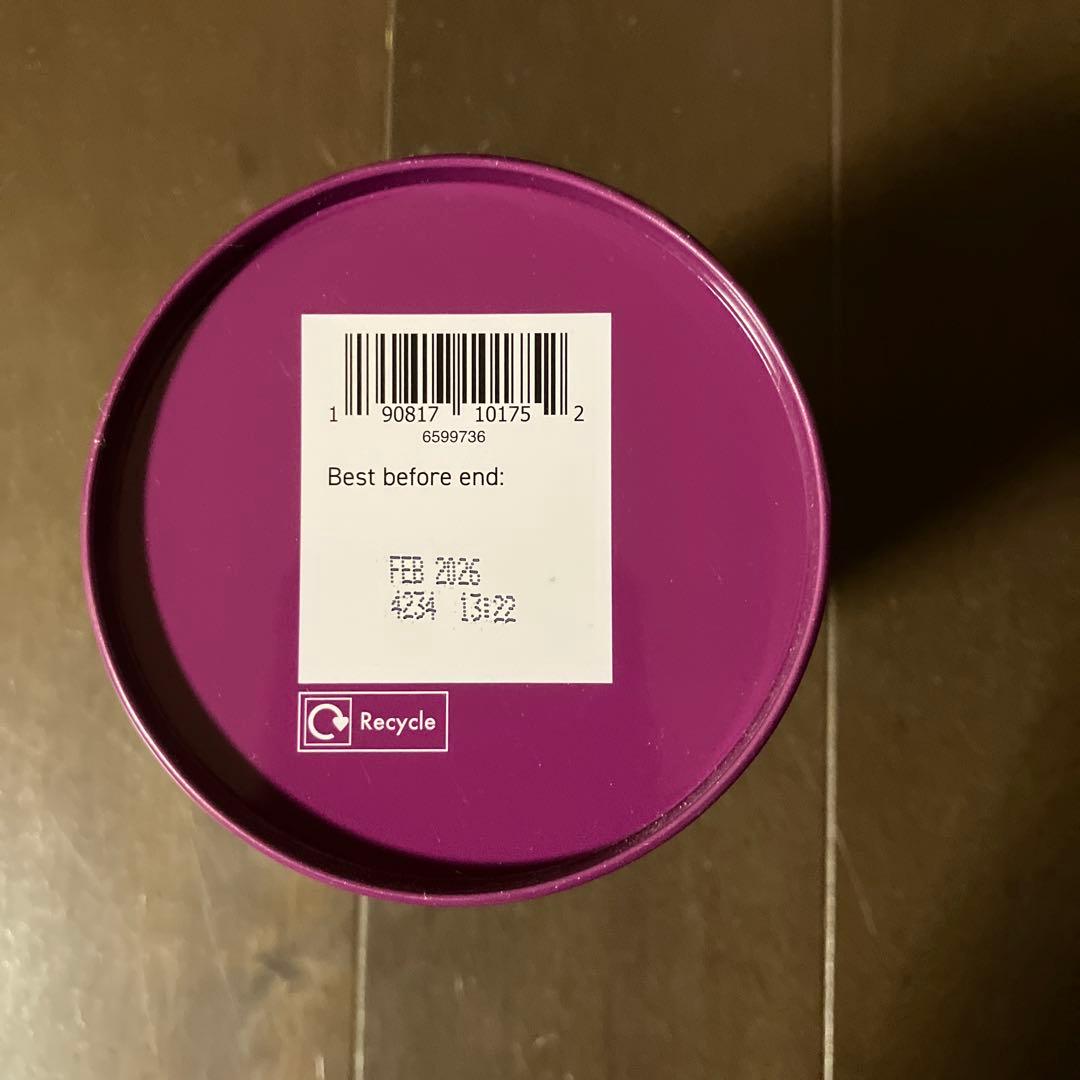 1 90817 10175 2
6599736
Best before end:
FEB 2026
4234 13:22
Recycle